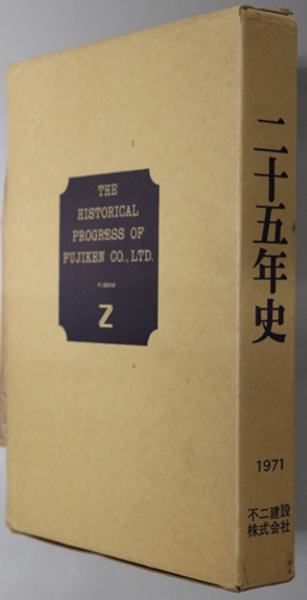 THE
HISTORICAL
PROGRESS OF
FUJIKEN CO., LTD.
Z
二十五年史
1971
不二建設
株式会社